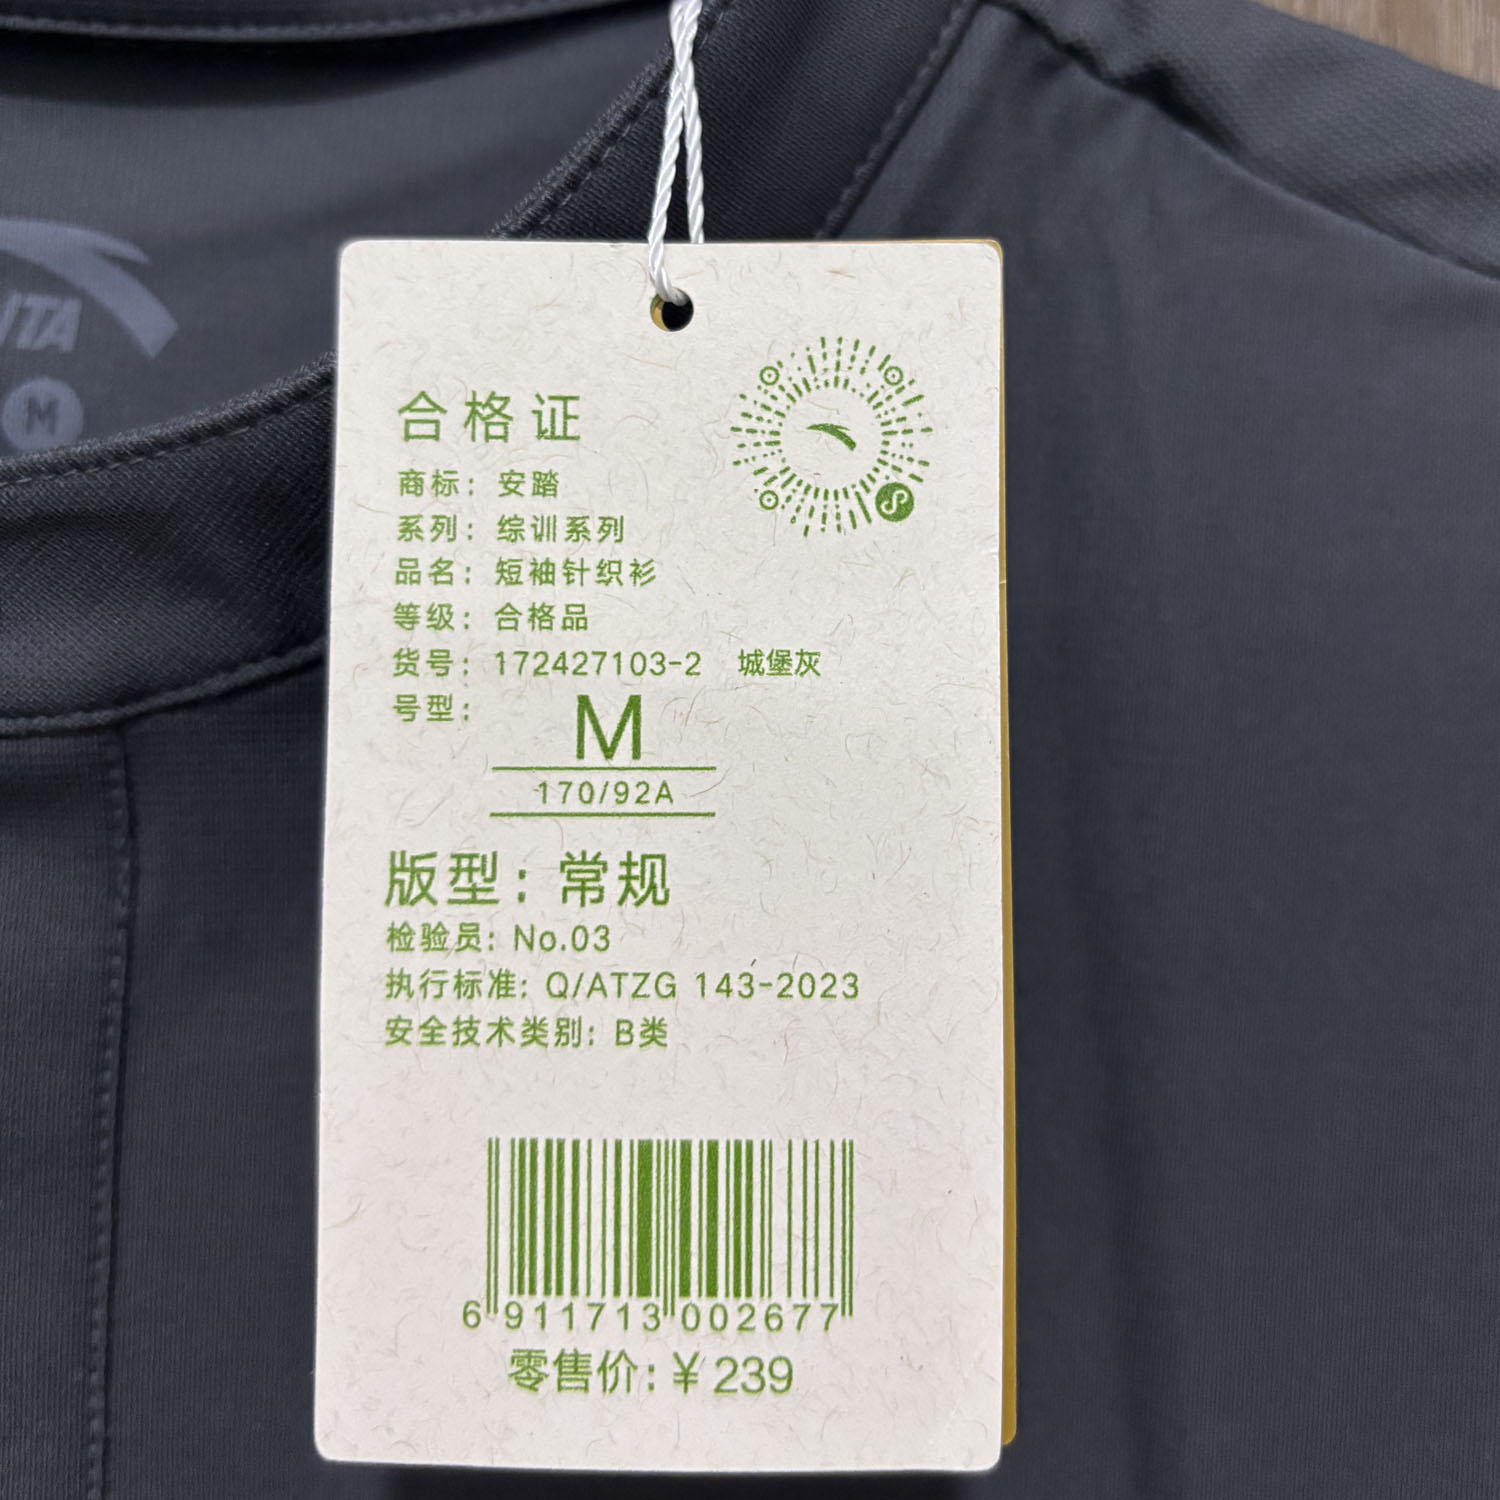 ITA
M
合格证
商标：安踏
系列：综训系列
品名：短袖针织衫
等级：合格品
货号：172427103-2 城堡灰
号型：M
170/92A
版型：常规
检验员：No.03
执行标准：Q/ATZG 143-2023
安全技术类别：B类
6 911713 002677
零售价：¥239